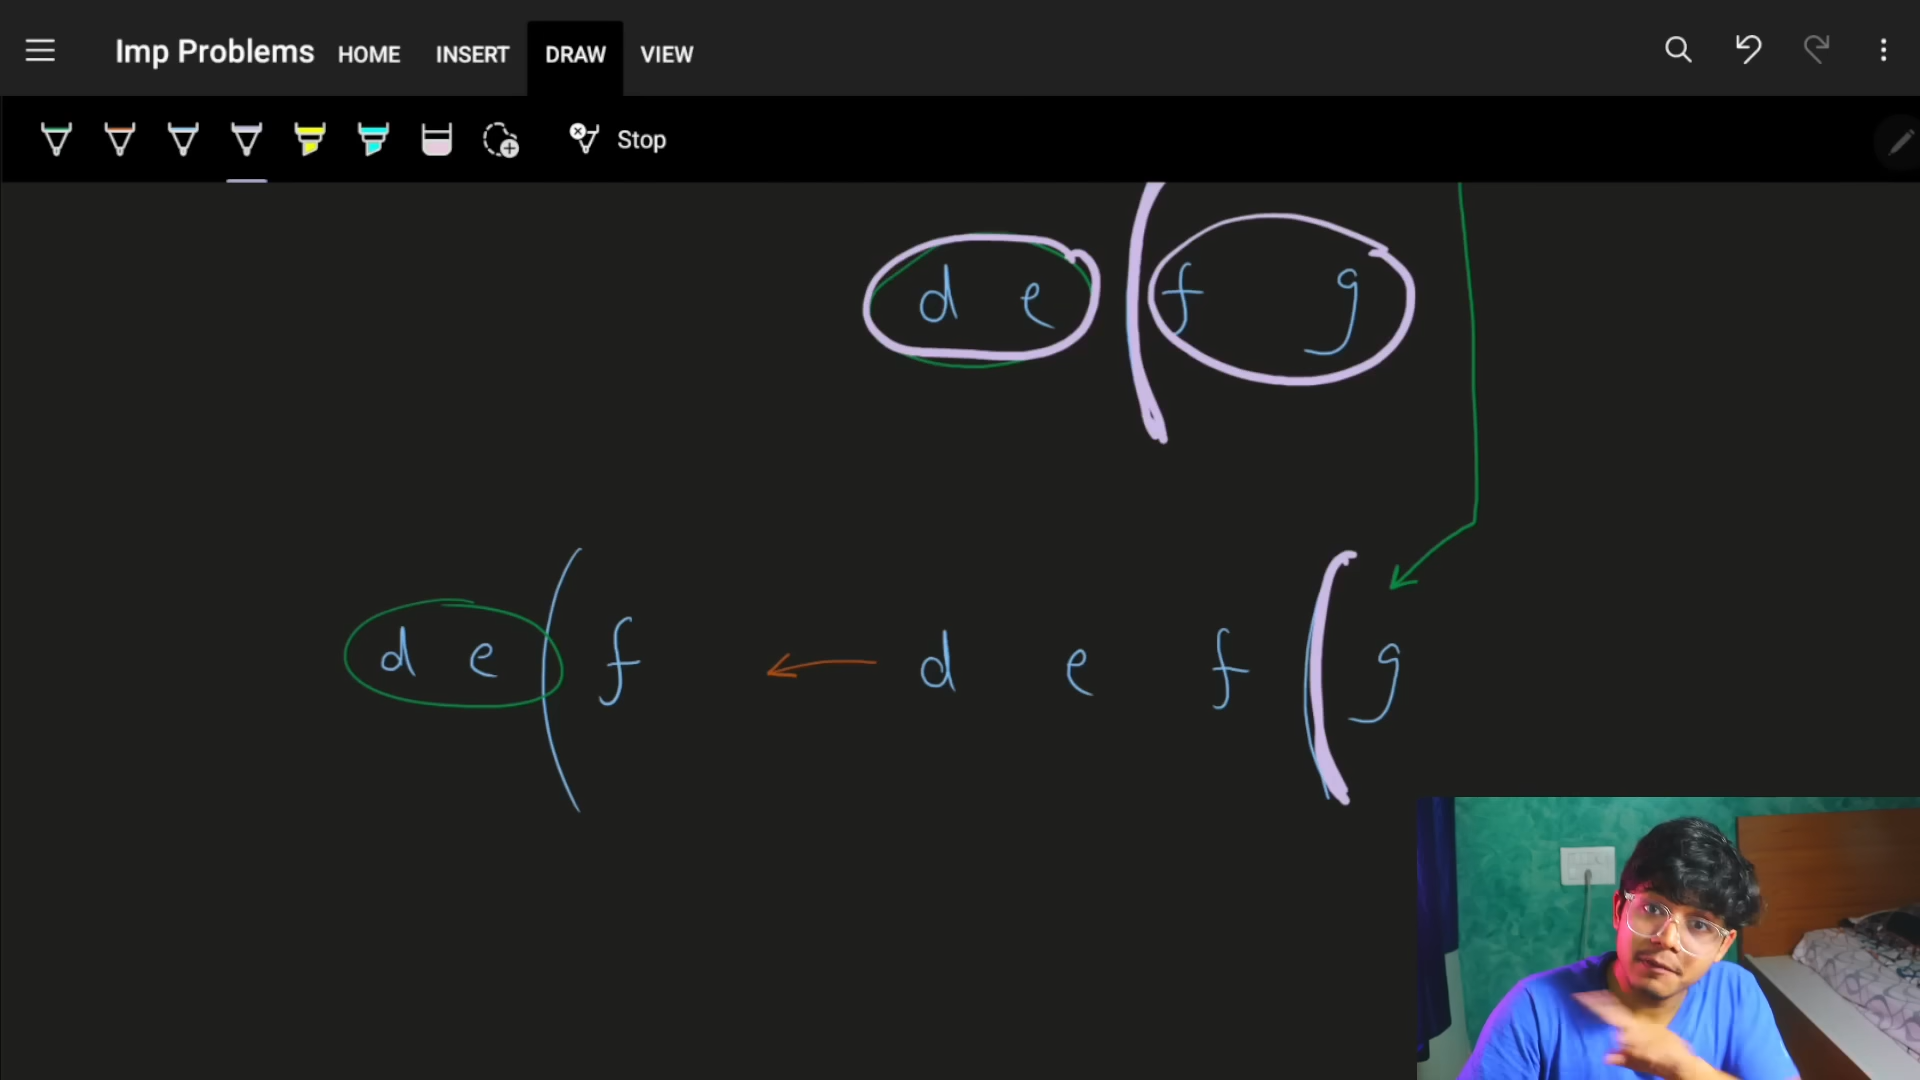 Imp Problems HOME INSERT DRAW VIEW
Stop
d e f g
d e f d e f g